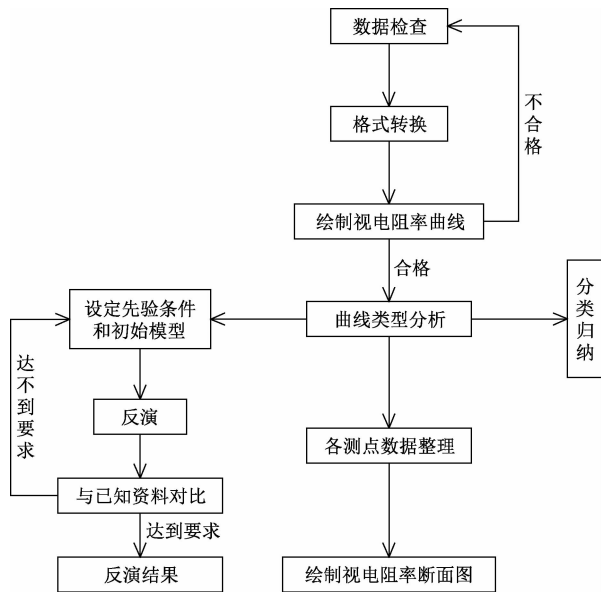 数据检查
格式转换
不合格
绘制视电阻率曲线
合格
设定先验条件
和初始模型
曲线类型分析
分类归纳
达不到要求
反演
各测点数据整理
与已知资料对比
达到要求
反演结果
绘制视电阻率断面图